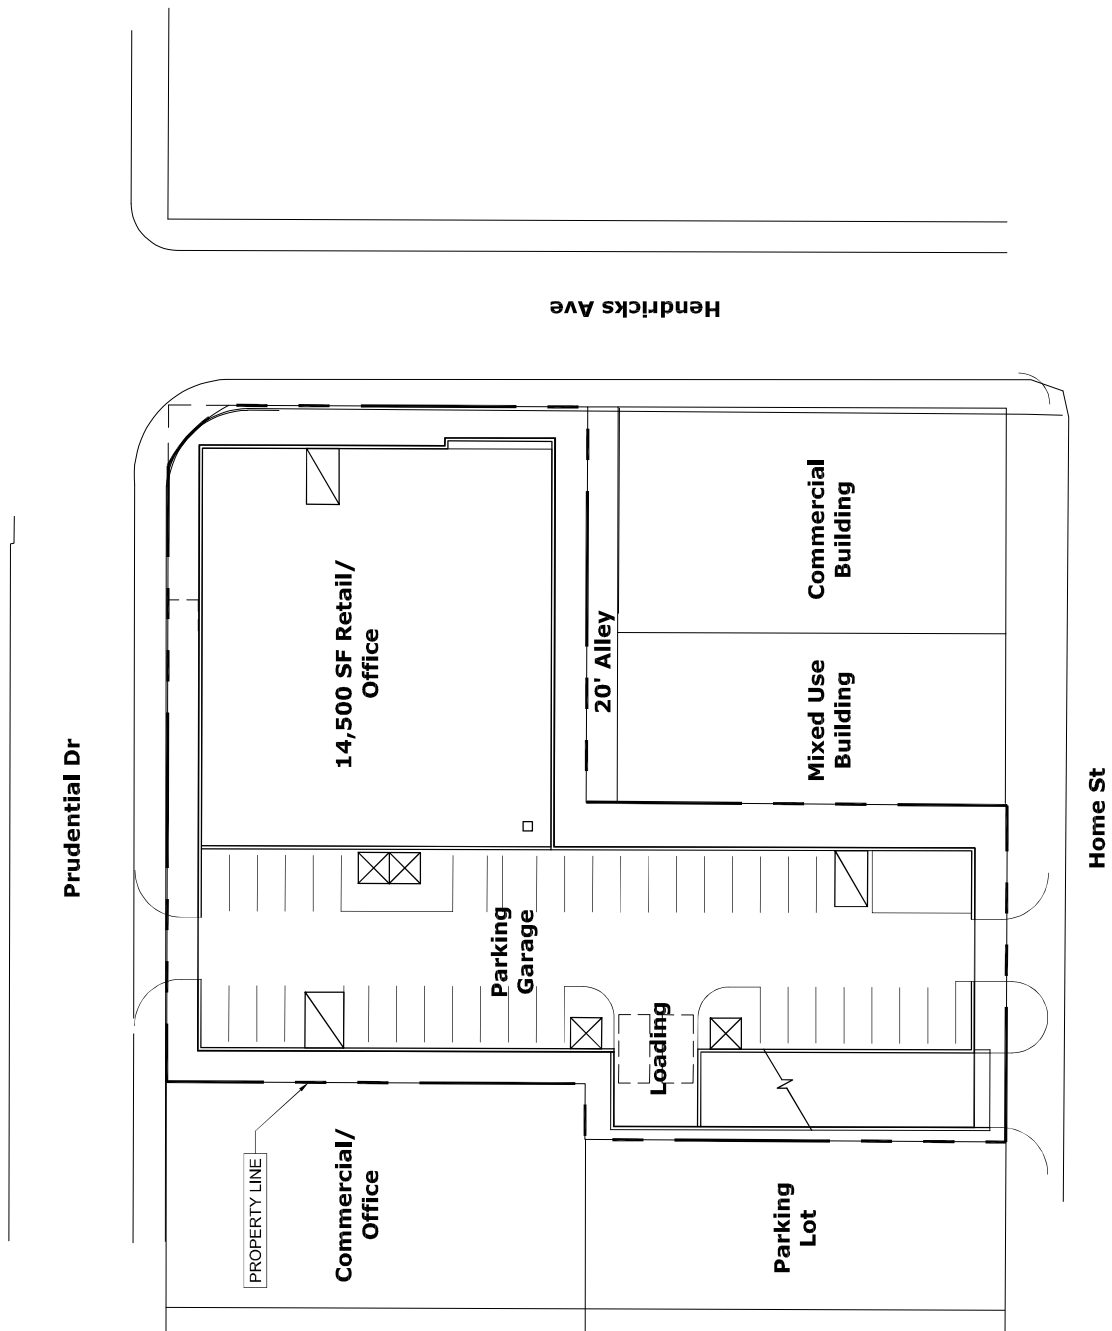 Hendricks Ave
Prudential Dr
14,500 SF Retail/
Office
20' Alley
Commercial
Building
Mixed Use
Building
Home St
Parking
Garage
Loading
PROPERTY LINE
Commercial/
Office
Parking
Lot